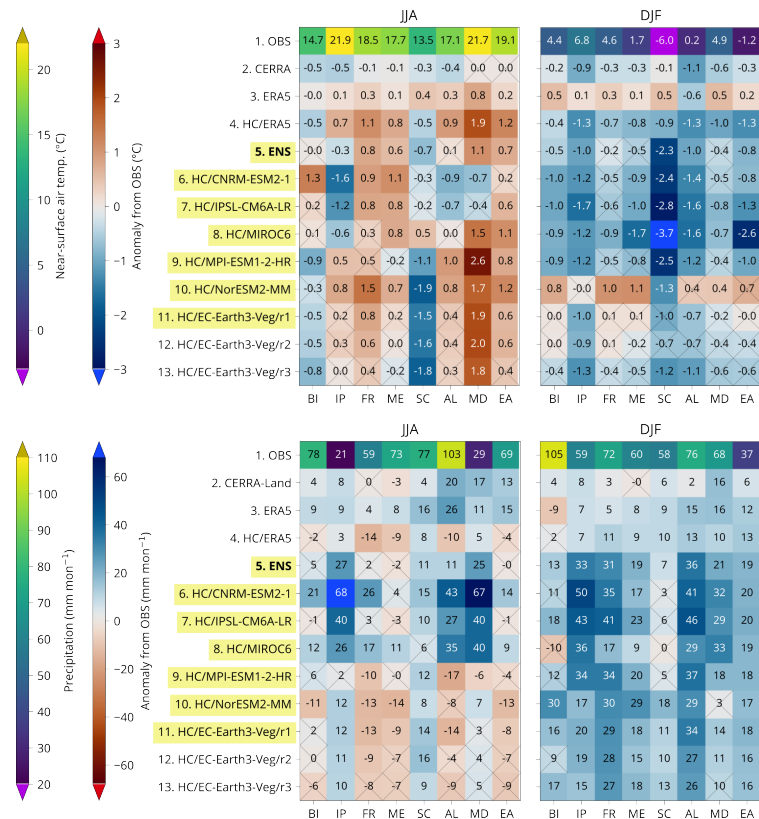 JJA DJF
1. OBS 14.7 21.9 18.5 17.7 13.5 17.1 21.7 19.1 4.4 6.8 4.6 1.7 -6.0 0.2 4.9 -1.2
2. CERRA -0.5 -0.5 -0.1 -0.1 -0.3 -0.4 0.0 0.0 -0.2 -0.9 -0.3 -0.3 -0.1 -1.1 -0.6 -0.3
3. ERA5 -0.0 0.1 0.3 0.1 0.4 0.3 0.8 0.2 0.5 0.1 0.3 0.1 0.5 -0.6 0.5 0.2
4. HC/ERA5 -0.5 0.7 1.1 0.8 -0.5 0.9 1.9 1.2 -0.4 -1.3 -0.7 -0.8 -0.9 -1.3 -1.0 -1.3
5. ENS -0.0 -0.3 0.8 0.6 -0.7 0.1 1.1 0.7 -0.5 -1.0 -0.2 -0.5 -2.3 -1.0 -0.4 -0.8
6. HC/CNRM-ESM2-1 1.3 -1.6 0.9 1.1 -0.3 -0.9 -0.7 0.2 -1.0 -1.2 -0.4 -0.9 -2.4 -1.4 -0.5 -0.8
7. HC/IPSL-CM6A-LR 0.2 -1.2 0.8 0.8 -0.2 -0.7 -0.4 0.6 -1.0 -1.7 -0.6 -1.0 -2.8 -1.6 -0.8 -1.3
8. HC/MIROC6 0.1 -0.6 0.3 0.8 0.5 0.0 1.5 1.1 -0.9 -1.2 -0.9 -1.7 -3.7 -1.6 -0.7 -2.6
9. HC/MPI-ESM1-2-HR -0.9 0.5 0.5 -0.2 -1.1 1.0 2.6 0.8 -0.9 -1.2 -0.5 -0.8 -2.5 -1.2 -0.4 -1.0
10. HC/NorESM2-MM -0.3 0.8 1.5 0.7 -1.9 0.8 1.7 1.2 0.8 -0.0 1.0 1.1 -1.3 0.4 0.4 0.7
11. HC/EC-Earth3-Veg/r1 -0.5 0.2 0.8 0.2 -1.5 0.4 1.9 0.6 0.0 -1.0 0.1 0.1 -1.0 -0.7 -0.2 -0.0
12. HC/EC-Earth3-Veg/r2 -0.5 0.3 0.6 0.0 -1.6 0.4 2.0 0.6 -0.0 -0.9 0.1 -0.2 -0.7 -0.7 -0.4 -0.4
13. HC/EC-Earth3-Veg/r3 -0.8 0.0 0.4 -0.2 -1.8 0.3 1.8 0.4 -0.5 -1.3 -0.4 -0.5 -1.2 -1.1 -0.6 -0.6
BI IP FR ME SC AL MD EA BI IP FR ME SC AL MD EA
20
15
10
5
0
Near-surface air temp. (°C)
3
2
1
0
−1
−2
−3
Anomaly from OBS (°C)
JJA DJF
1. OBS 78 21 59 73 77 103 29 69 105 59 72 60 58 76 68 37
2. CERRA-Land 4 8 0 -3 4 20 17 13 4 8 3 -0 6 2 16 6
3. ERA5 9 9 4 8 16 26 11 15 -9 7 5 8 9 15 16 12
4. HC/ERA5 -2 3 -14 -9 8 -10 5 -4 2 7 11 9 8 13 10 13
5. ENS 5 27 2 -2 11 11 25 -0 13 33 31 19 7 36 21 19
6. HC/CNRM-ESM2-1 21 68 26 4 15 43 67 14 11 50 35 17 3 41 32 20
7. HC/IPSL-CM6A-LR -1 40 3 -3 10 27 40 -1 18 43 41 23 6 46 29 20
8. HC/MIROC6 12 26 17 11 6 35 40 9 -10 36 17 9 0 29 33 19
9. HC/MPI-ESM1-2-HR 6 2 -10 -0 12 -17 -6 -4 12 34 34 20 5 37 18 18
10. HC/NorESM2-MM -11 12 -13 -14 8 -8 7 -13 30 17 30 29 18 29 3 17
11. HC/EC-Earth3-Veg/r1 2 12 -13 -9 14 -14 3 -8 16 20 29 18 11 34 14 18
12. HC/EC-Earth3-Veg/r2 0 11 -9 -7 16 -4 4 -7 9 19 28 15 10 27 11 16
13. HC/EC-Earth3-Veg/r3 -6 10 -8 -7 9 -9 5 -9 17 15 27 18 13 26 10 16
BI IP FR ME SC AL MD EA BI IP FR ME SC AL MD EA
110
100
90
80
70
60
50
40
30
20
Precipitation (mm mon⁻¹)
60
40
20
0
−20
−40
−60
Anomaly from OBS (mm mon⁻¹)